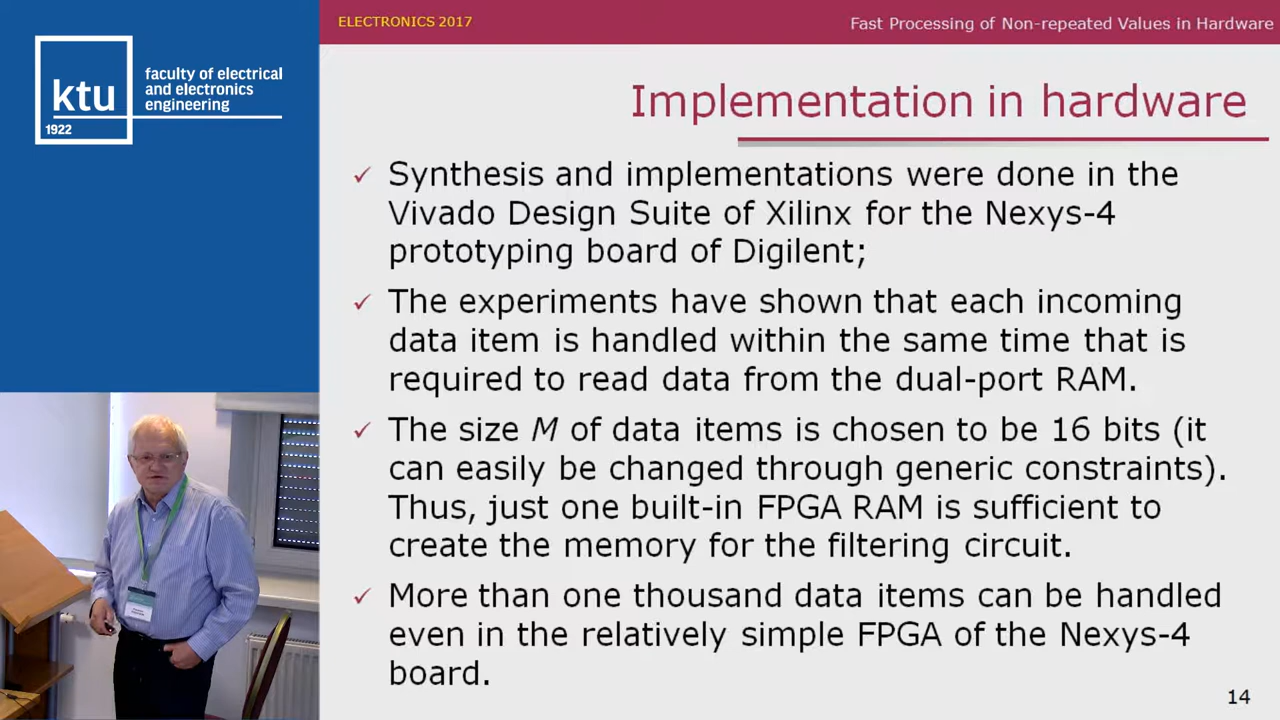 ktu
1922
faculty of electrical
and electronics
engineering
ELECTRONICS 2017
Fast Processing of Non-repeated Values in Hardware
Implementation in hardware
✓ Synthesis and implementations were done in the
Vivado Design Suite of Xilinx for the Nexys-4
prototyping board of Digilent;
✓ The experiments have shown that each incoming
data item is handled within the same time that is
required to read data from the dual-port RAM.
✓ The size M of data items is chosen to be 16 bits (it
can easily be changed through generic constraints).
Thus, just one built-in FPGA RAM is sufficient to
create the memory for the filtering circuit.
✓ More than one thousand data items can be handled
even in the relatively simple FPGA of the Nexys-4
board.
14